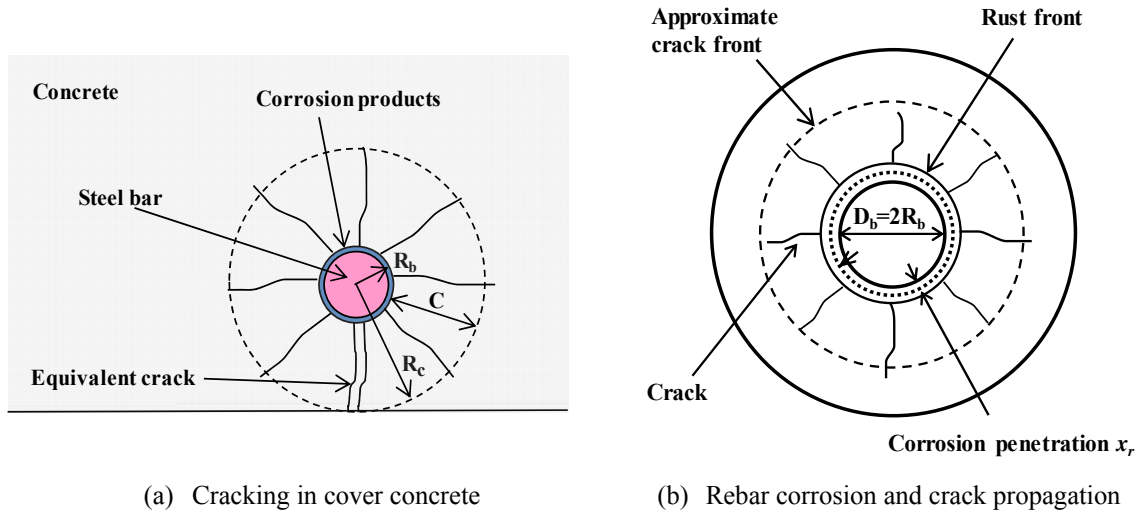 Concrete
Corrosion products
Steel bar
R_b
C
R_c
Equivalent crack
(a) Cracking in cover concrete
Approximate
crack front
Rust front
D_b=2R_b
Crack
Corrosion penetration x_r
(b) Rebar corrosion and crack propagation